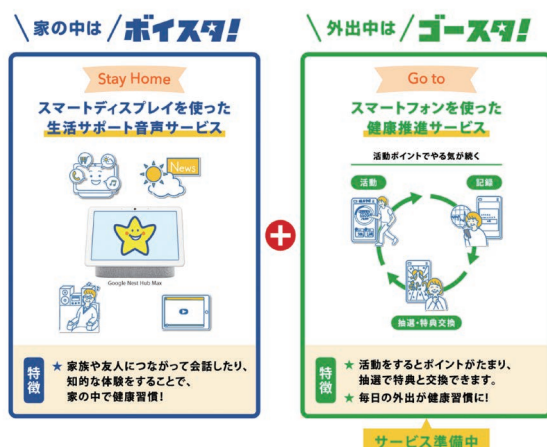 家の中は ボイスタ!
Stay Home
スマートディスプレイを使った
生活サポート音声サービス
News
Google Nest Hub Max
特徴
★ 家族や友人につながって会話したり、
知的な体験をすることで、
家の中で健康習慣!
外出中は ゴースタ!
Go to
スマートフォンを使った
健康推進サービス
活動ポイントでやる気が続く
活動
記録
抽選・特典交換
特徴
★ 活動をするとポイントがたまり、
抽選で特典と交換できます。
★ 毎日の外出が健康習慣に!
サービス準備中